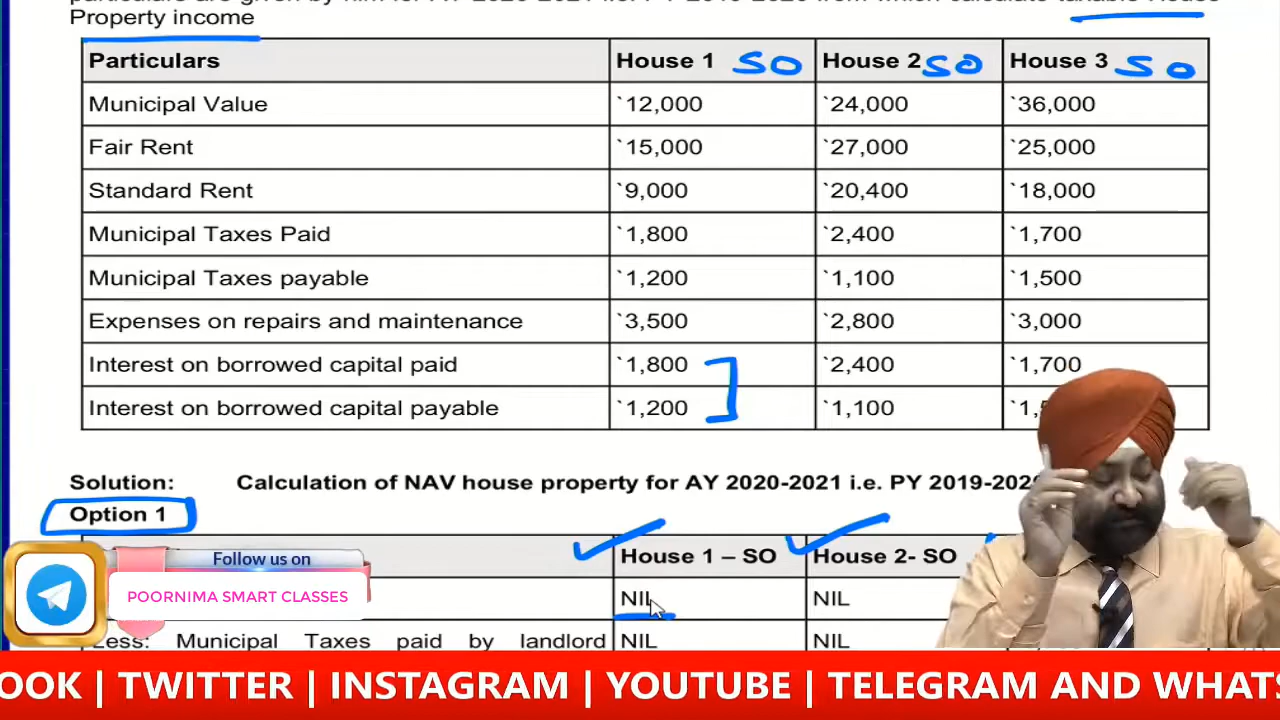 Property income
Particulars House 1 SO House 2 SO House 3 SO
Municipal Value `12,000 `24,000 `36,000
Fair Rent `15,000 `27,000 `25,000
Standard Rent `9,000 `20,400 `18,000
Municipal Taxes Paid `1,800 `2,400 `1,700
Municipal Taxes payable `1,200 `1,100 `1,500
Expenses on repairs and maintenance `3,500 `2,800 `3,000
Interest on borrowed capital paid `1,800 `2,400 `1,700
Interest on borrowed capital payable `1,200 `1,100
Solution: Calculation of NAV house property for AY 2020-2021 i.e. PY
Option 1
House 1 – SO House 2- SO
NIL NIL
Less: Municipal Taxes paid by landlord NIL NIL
Follow us on
POORNIMA SMART CLASSES
| TWITTER | INSTAGRAM | YOUTUBE | TELEGRAM AND